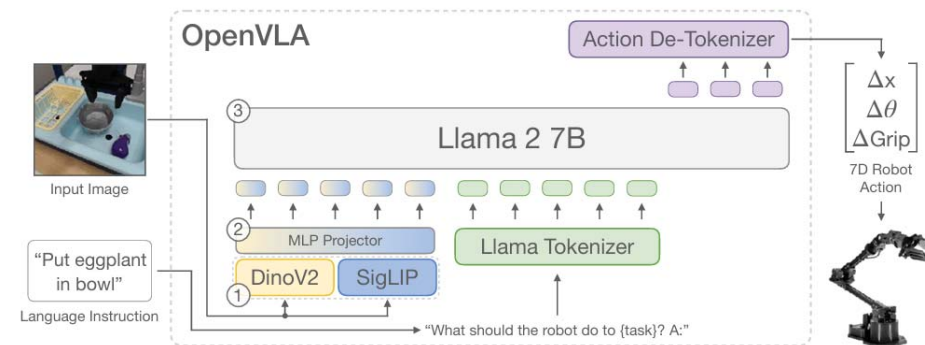 OpenVLA
Action De-Tokenizer
Δx
Δθ
ΔGrip
7D Robot
Action
3
Llama 2 7B
Input Image
2
MLP Projector
Llama Tokenizer
1
DinoV2
SigLIP
“Put eggplant
in bowl”
Language Instruction
“What should the robot do to {task}? A:”